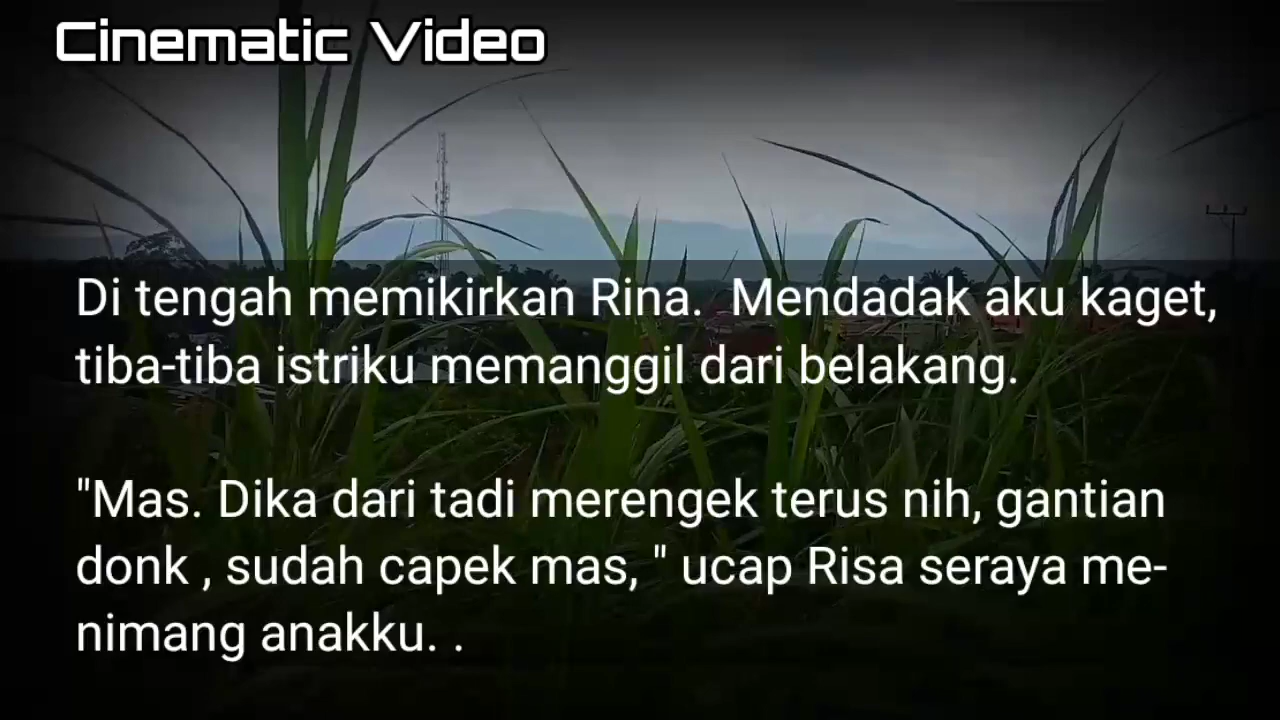 Cinematic Video
Di tengah memikirkan Rina.  Mendadak aku kaget,
tiba-tiba istriku memanggil dari belakang.
"Mas. Dika dari tadi merengek terus nih, gantian
donk , sudah capek mas, " ucap Risa seraya me-
nimang anakku. .